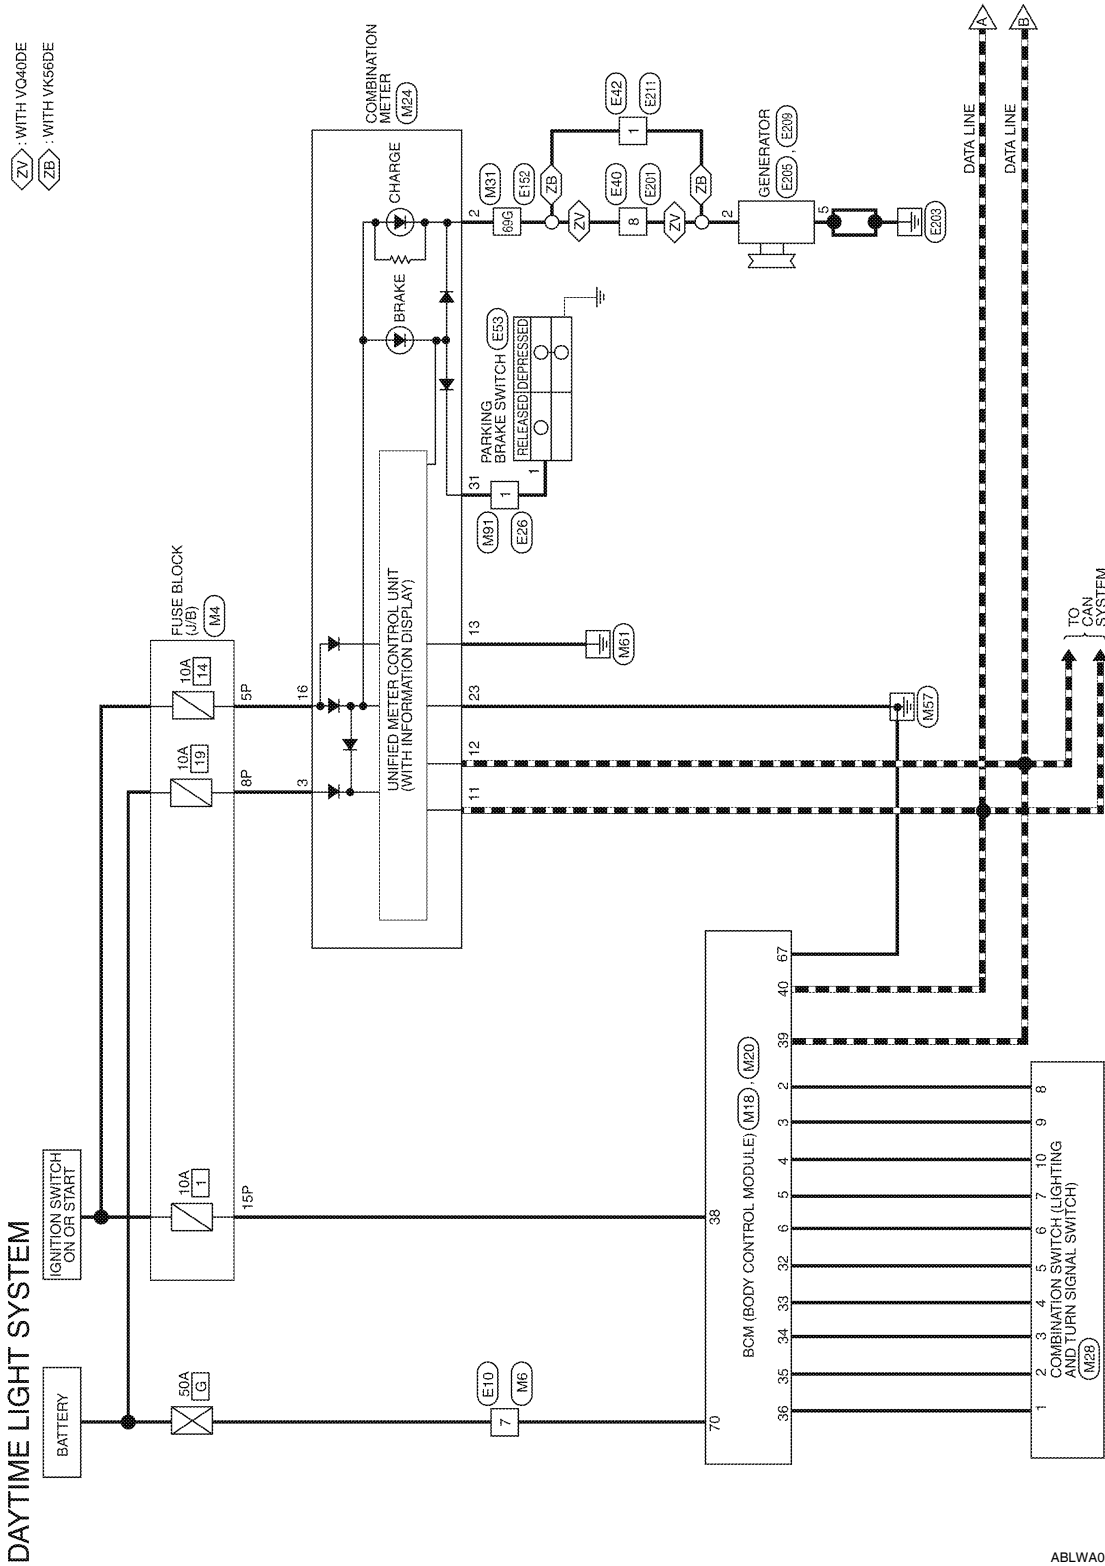 DAYTIME LIGHT SYSTEM
ZV : WITH VQ40DE
ZB : WITH VK56DE
BATTERY
IGNITION SWITCH
ON OR START
50A
G
10A
1
10A
19
10A
14
FUSE BLOCK
(J/B)
M4
15P
8P
5P
E10
7
M6
3
16
COMBINATION
METER
M24
UNIFIED METER CONTROL UNIT
(WITH INFORMATION DISPLAY)
BRAKE
CHARGE
11
12
23
13
31
2
M91
1
E26
PARKING
BRAKE SWITCH
E53
RELEASED
DEPRESSED
1
M31
69G
E152
ZB
ZV
E40
8
E201
E42
1
E211
ZV
ZB
2
GENERATOR
E205 , E209
5
E203
M61
M57
70
38
BCM (BODY CONTROL MODULE) M18 , M20
36
35
34
33
32
6
5
4
3
2
39
40
67
1
2
3
4
5
6
7
10
9
8
COMBINATION SWITCH (LIGHTING
AND TURN SIGNAL SWITCH)
M28
TO
CAN
SYSTEM
DATA LINE
A
DATA LINE
B
ABLWA0